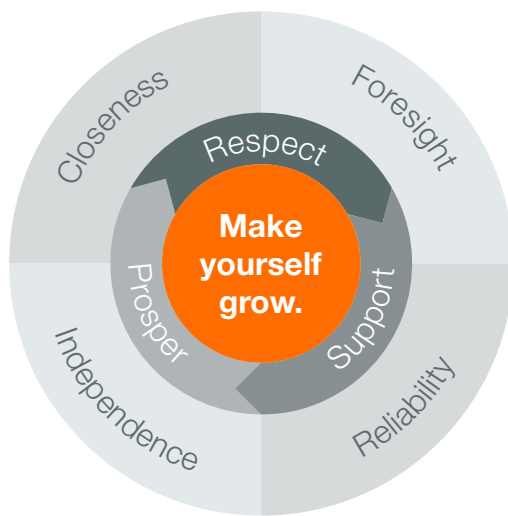 Closeness
Foresight
Respect
Make
yourself
grow.
Prosper
Support
Independence
Reliability